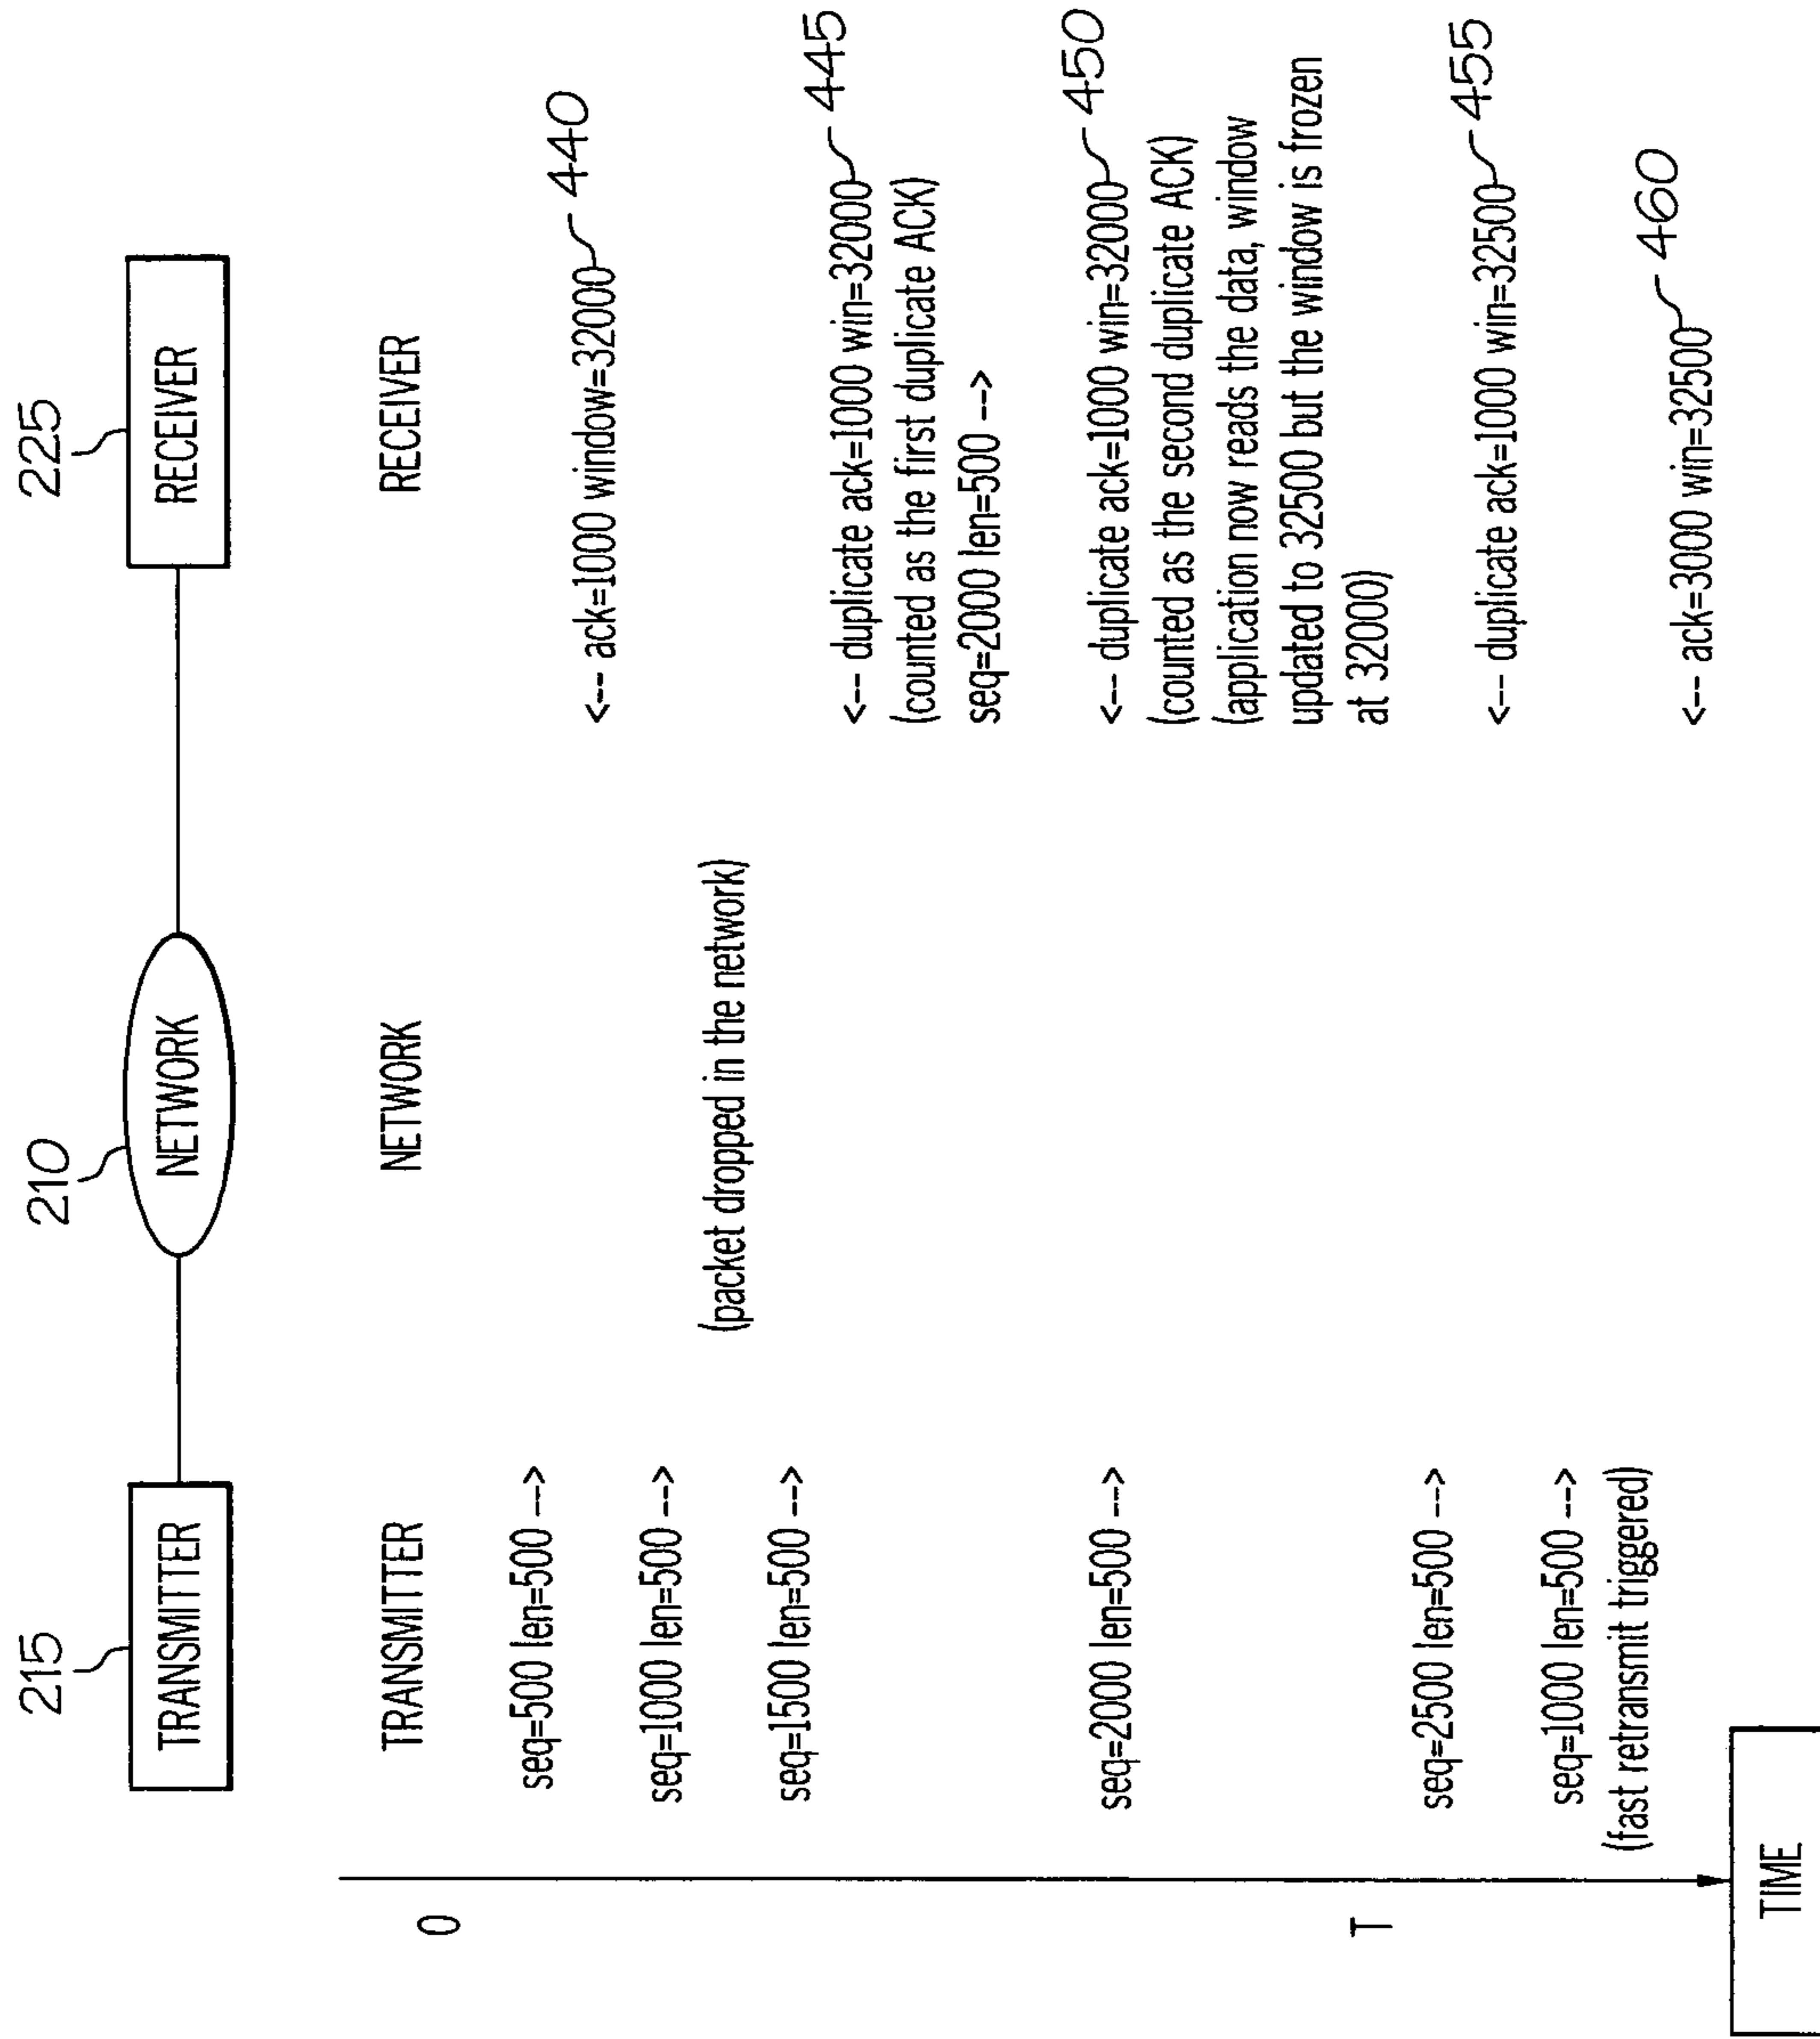 215
210
225
TRANSMITTER
NETWORK
RECEIVER
TRANSMITTER
NETWORK
RECEIVER
0
seq=500 len=500 -->
<-- ack=1000 window=32000 440
seq=1000 len=500 -->
(packet dropped in the network)
seq=1500 len=500 -->
<-- duplicate ack=1000 win=32000 445
(counted as the first duplicate ACK)
seq=2000 len=500 -->
seq=2000 len=500 -->
<-- duplicate ack=1000 win=32000 450
(counted as the second duplicate ACK)
(application now reads the data, window
updated to 32500 but the window is frozen
at 32000)
T
seq=2500 len=500 -->
<-- duplicate ack=1000 win=32500 455
seq=1000 len=500 -->
(fast retransmit triggered)
<-- ack=3000 win=32500 460
TIME